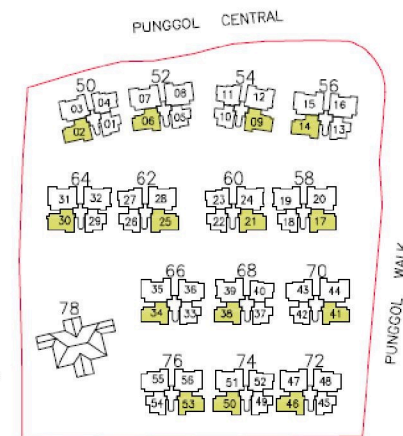 PUNGGOL CENTRAL
50 52 54 56
03 04 07 08 11 12 15 16
02 01 06 05 10 09 14 13
64 62 60 58
31 32 27 28 23 24 19 20
30 29 26 25 22 21 18 17
66 68 70
35 36 39 40 43 44
34 33 38 37 42 41
78
76 74 72
55 56 51 52 47 48
54 53 50 49 46 45
PUNGGOL WALK